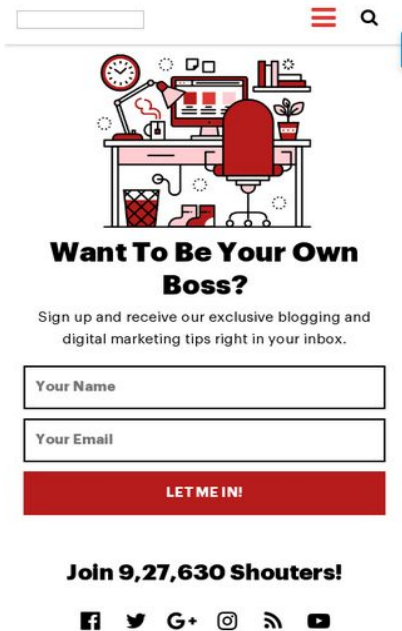 Want To Be Your Own
Boss?
Sign up and receive our exclusive blogging and
digital marketing tips right in your inbox.
Your Name
Your Email
LET ME IN!
Join 9,27,630 Shouters!